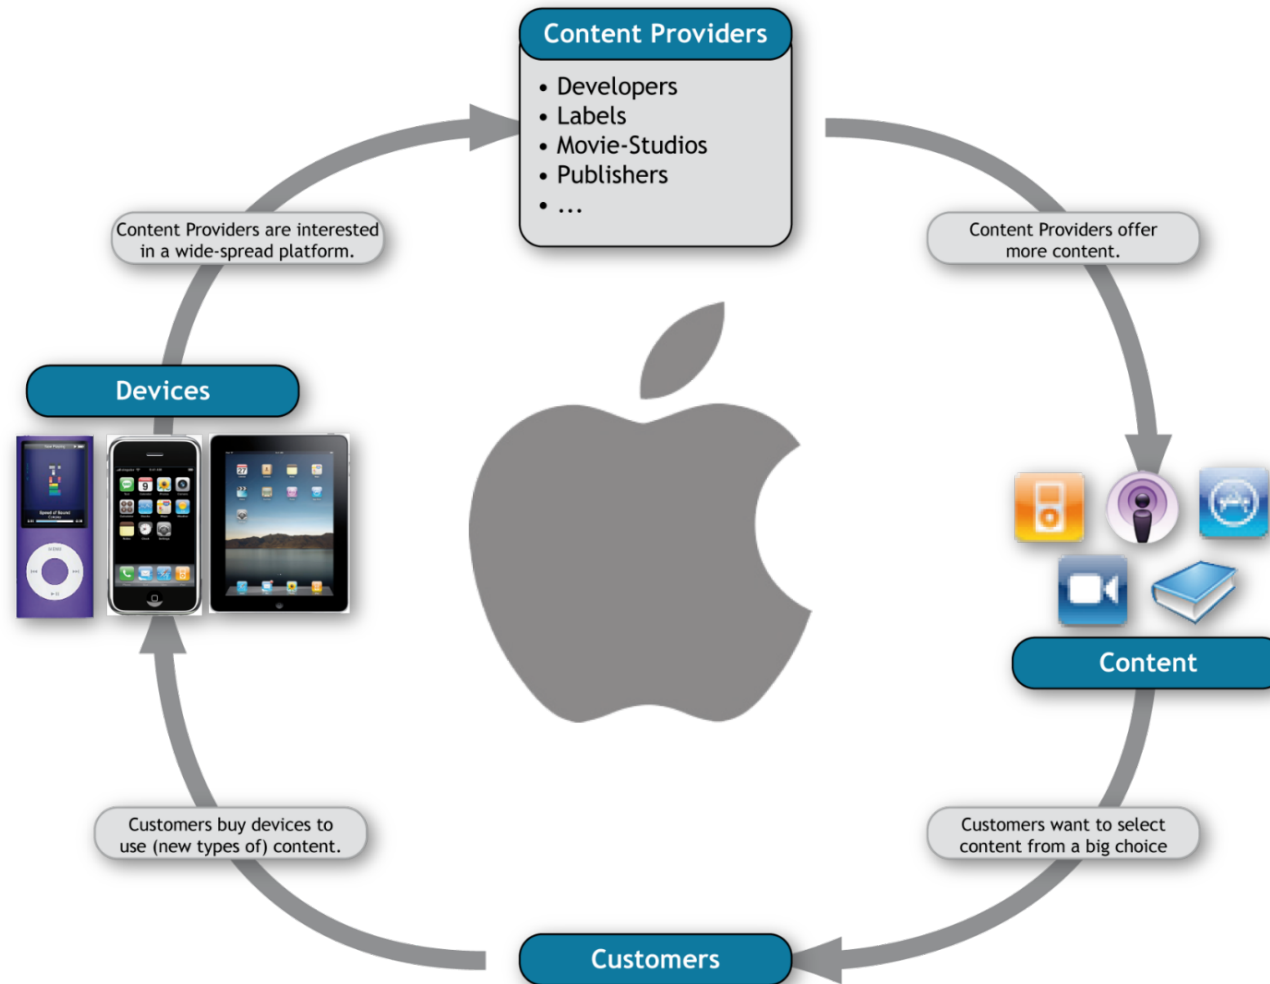 Content Providers
• Developers
• Labels
• Movie-Studios
• Publishers
• ...
Content Providers are interested
in a wide-spread platform.
Content Providers offer
more content.
Devices
Content
Customers buy devices to
use (new types of) content.
Customers want to select
content from a big choice
Customers